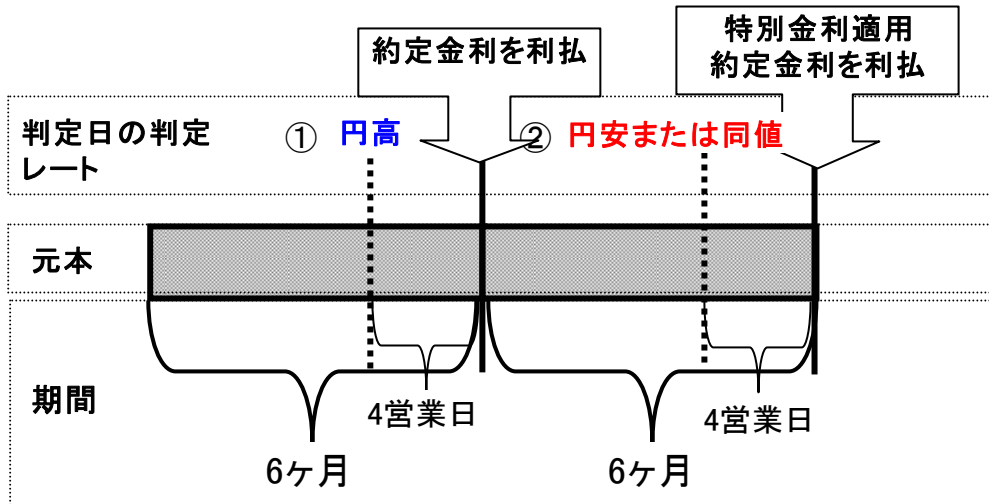 約定金利を利払
特別金利適用
約定金利を利払
判定日の判定
レート
① 円高
② 円安または同値
元本
期間
4営業日
4営業日
6ヶ月
6ヶ月